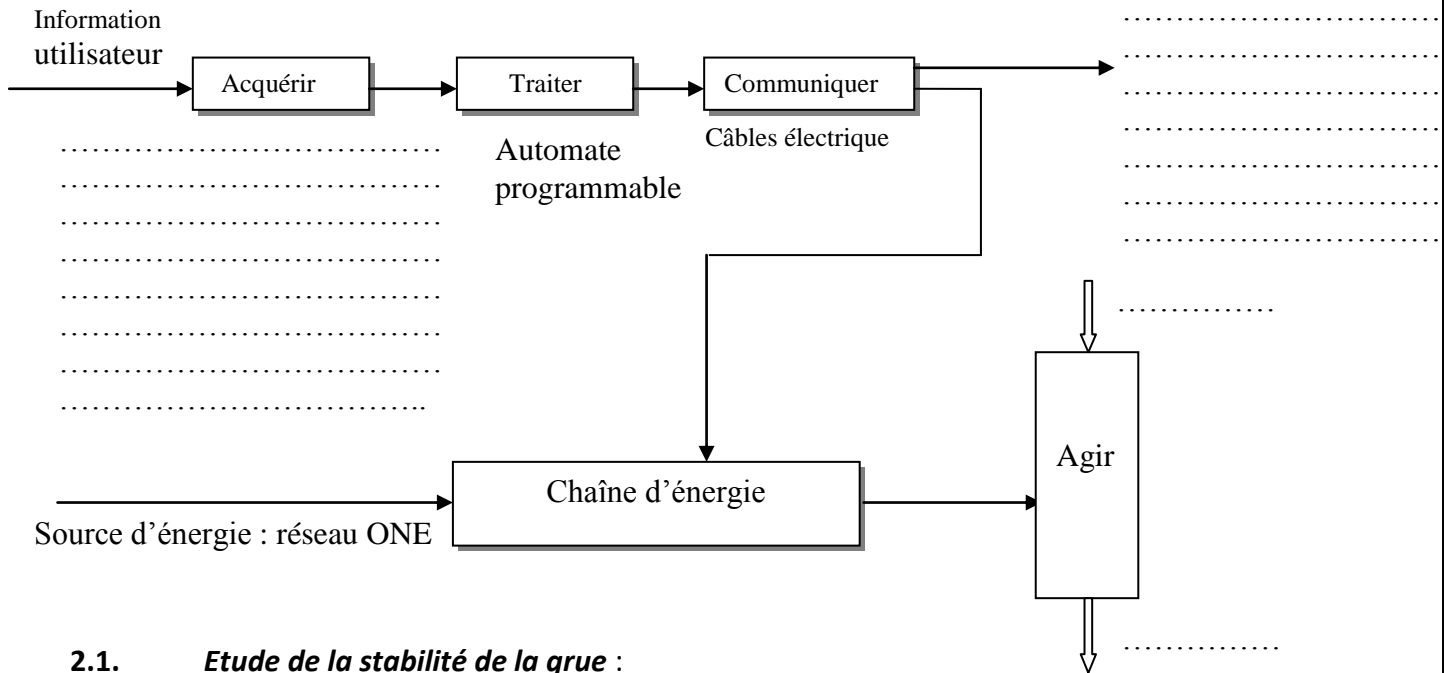 Information
utilisateur
Acquérir
Traiter
Communiquer
Automate
programmable
Câbles électrique
Chaîne d’énergie
Agir
Source d’énergie : réseau ONE
2.1. Etude de la stabilité de la grue :